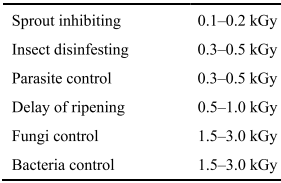 Sprout inhibiting 0.1–0.2 kGy
Insect disinfesting 0.3–0.5 kGy
Parasite control 0.3–0.5 kGy
Delay of ripening 0.5–1.0 kGy
Fungi control 1.5–3.0 kGy
Bacteria control 1.5–3.0 kGy